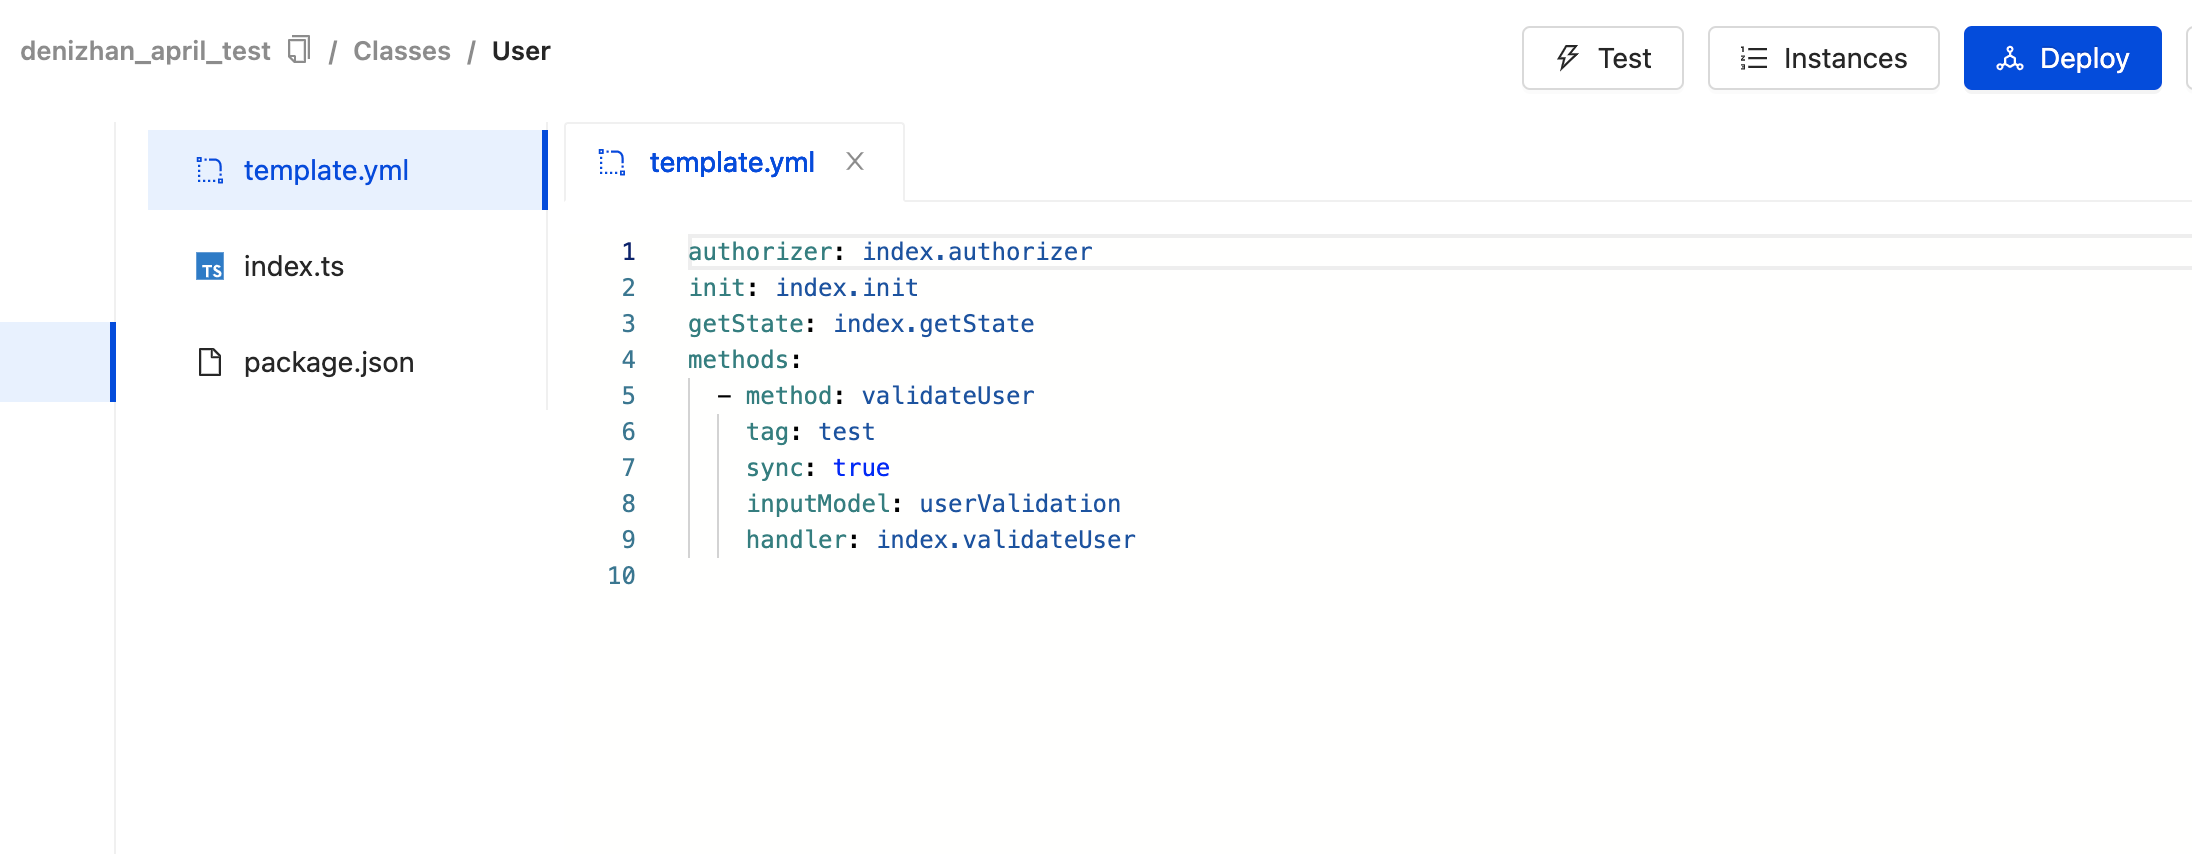 denizhan_april_test / Classes / User
Test
Instances
Deploy
template.yml
index.ts
package.json
template.yml
1 authorizer: index.authorizer
2 init: index.init
3 getState: index.getState
4 methods:
5 - method: validateUser
6 tag: test
7 sync: true
8 inputModel: userValidation
9 handler: index.validateUser
10